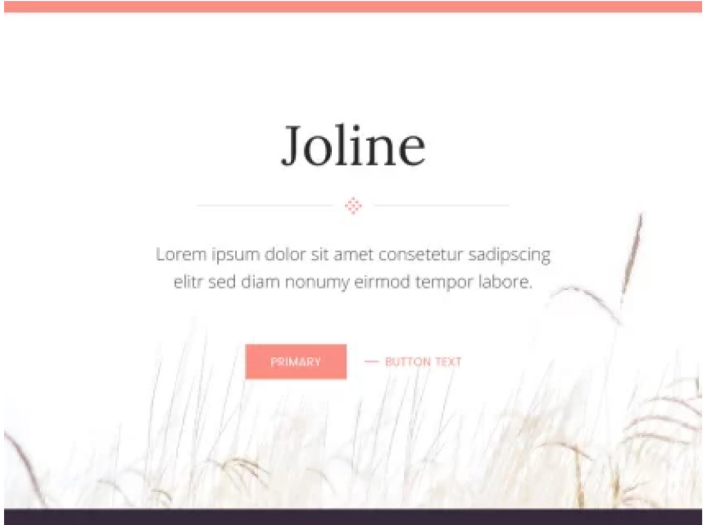 Joline
Lorem ipsum dolor sit amet consetetur sadipscing
elitr sed diam nonumy eirmod tempor labore.
PRIMARY
BUTTON TEXT